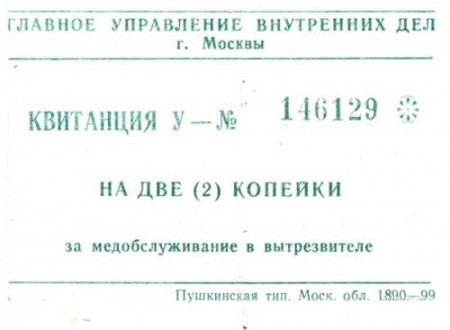 ГЛАВНОЕ УПРАВЛЕНИЕ ВНУТРЕННИХ ДЕЛ
г. Москвы
КВИТАНЦИЯ У — № 146129
НА ДВЕ (2) КОПЕЙКИ
за медобслуживание в вытрезвителе
Пушкинская тип. Моск. обл. 1890—99